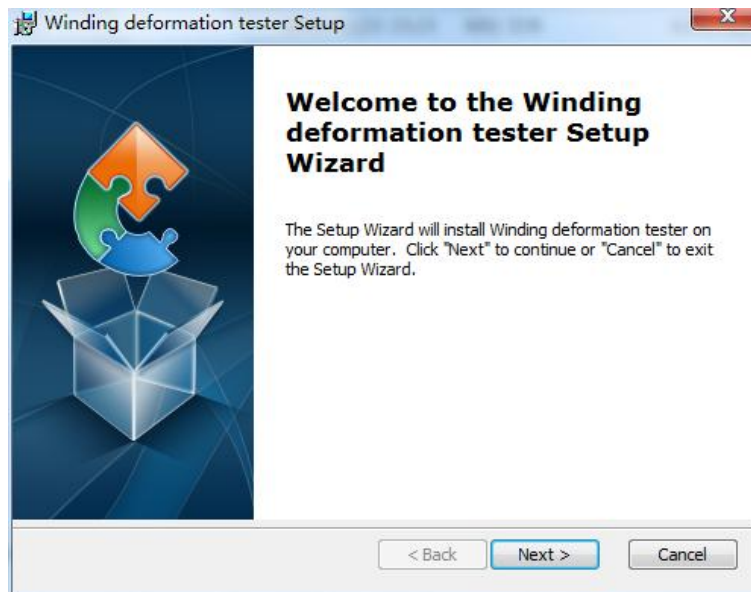 Winding deformation tester Setup
Welcome to the Winding
deformation tester Setup
Wizard
The Setup Wizard will install Winding deformation tester on
your computer. Click "Next" to continue or "Cancel" to exit
the Setup Wizard.
< Back Next > Cancel